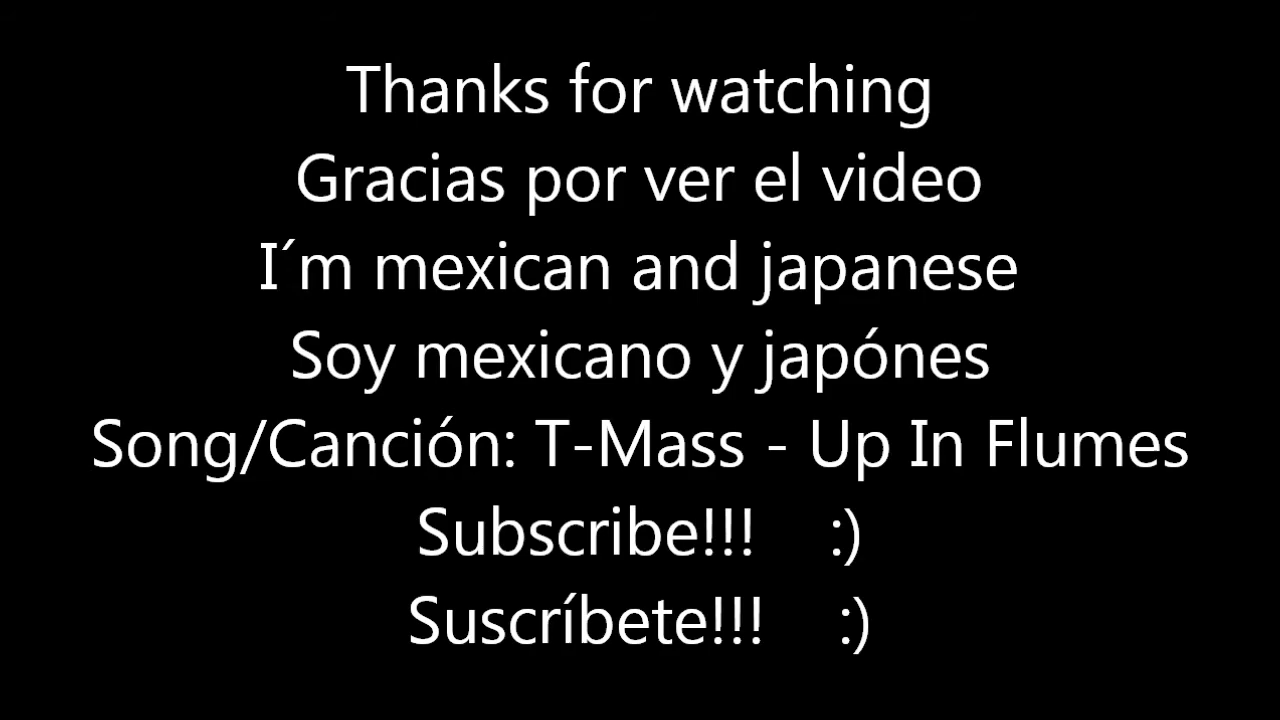 Thanks for watching
Gracias por ver el video
I´m mexican and japanese
Soy mexicano y japónes
Song/Canción: T-Mass - Up In Flumes
Subscribe!!! :)
Suscríbete!!! :)